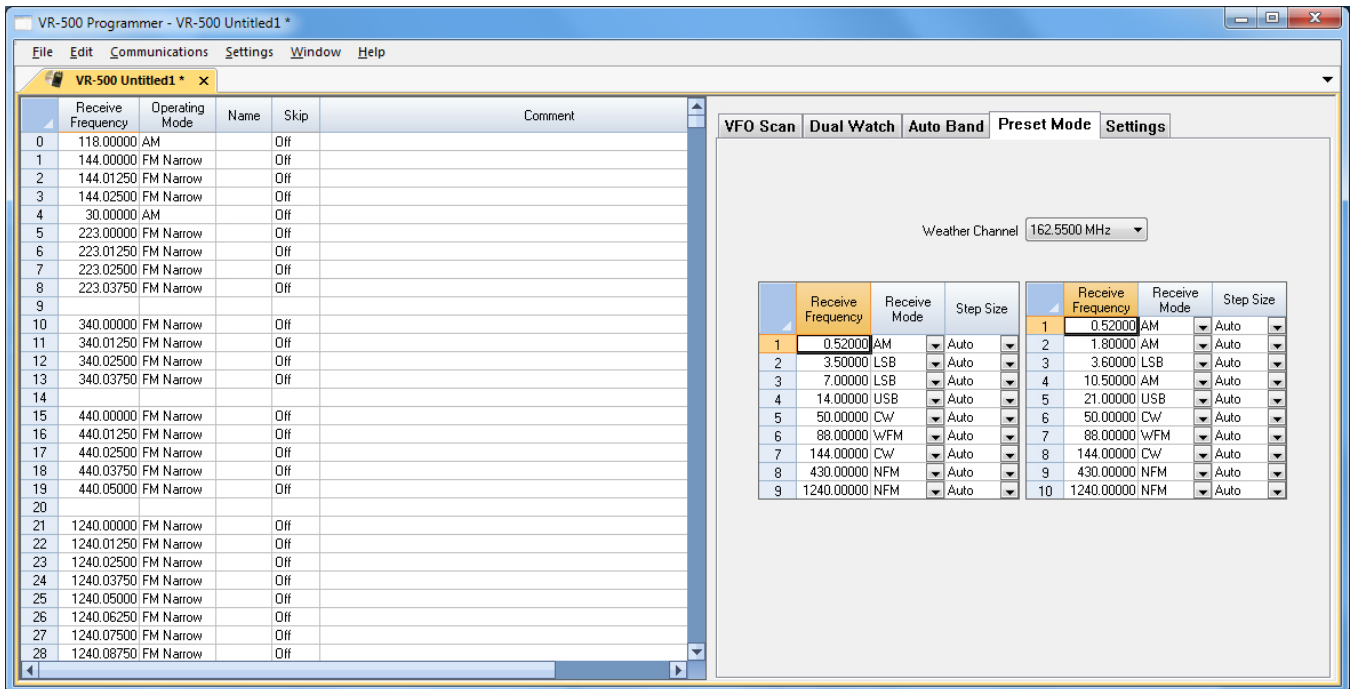 VR-500 Programmer - VR-500 Untitled1 *
File Edit Communications Settings Window Help
VR-500 Untitled1 * x
Receive Frequency Operating Mode Name Skip Comment
0 118.00000 AM Off
1 144.00000 FM Narrow Off
2 144.01250 FM Narrow Off
3 144.02500 FM Narrow Off
4 30.00000 AM Off
5 223.00000 FM Narrow Off
6 223.01250 FM Narrow Off
7 223.02500 FM Narrow Off
8 223.03750 FM Narrow Off
9
10 340.00000 FM Narrow Off
11 340.01250 FM Narrow Off
12 340.02500 FM Narrow Off
13 340.03750 FM Narrow Off
14
15 440.00000 FM Narrow Off
16 440.01250 FM Narrow Off
17 440.02500 FM Narrow Off
18 440.03750 FM Narrow Off
19 440.05000 FM Narrow Off
20
21 1240.00000 FM Narrow Off
22 1240.01250 FM Narrow Off
23 1240.02500 FM Narrow Off
24 1240.03750 FM Narrow Off
25 1240.05000 FM Narrow Off
26 1240.06250 FM Narrow Off
27 1240.07500 FM Narrow Off
28 1240.08750 FM Narrow Off
VFO Scan Dual Watch Auto Band Preset Mode Settings
Weather Channel 162.5500 MHz
Receive Frequency Receive Mode Step Size
1 0.52000 AM Auto
2 3.50000 LSB Auto
3 7.00000 LSB Auto
4 14.00000 USB Auto
5 50.00000 CW Auto
6 88.00000 WFM Auto
7 144.00000 CW Auto
8 430.00000 NFM Auto
9 1240.00000 NFM Auto
Receive Frequency Receive Mode Step Size
1 0.52000 AM Auto
2 1.80000 AM Auto
3 3.60000 LSB Auto
4 10.50000 AM Auto
5 21.00000 USB Auto
6 50.00000 CW Auto
7 88.00000 WFM Auto
8 144.00000 CW Auto
9 430.00000 NFM Auto
10 1240.00000 NFM Auto